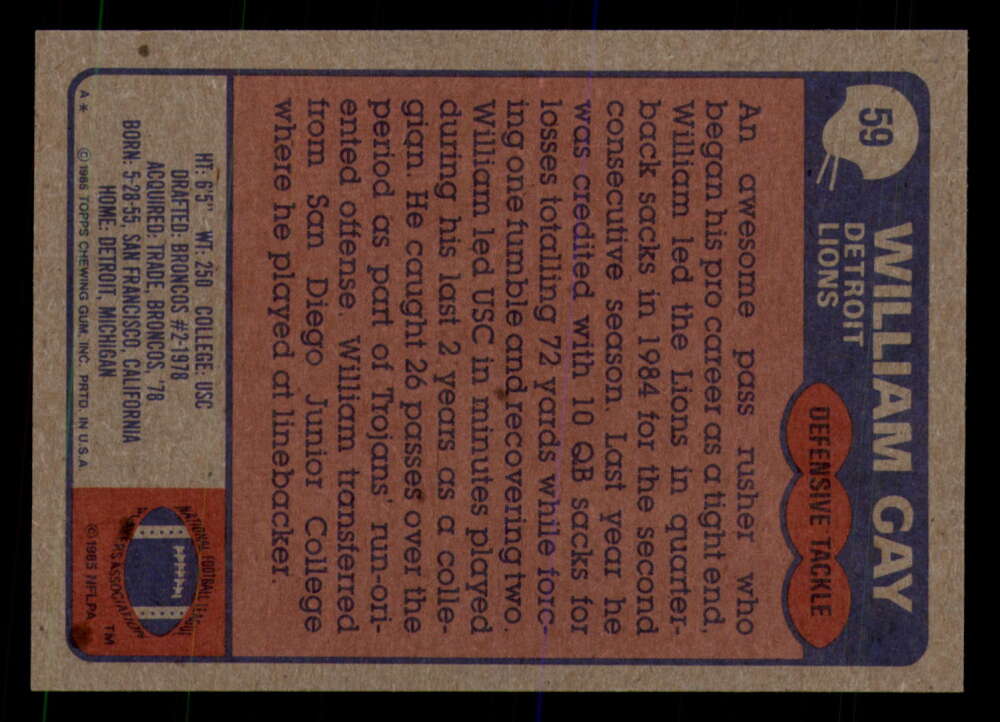 59
WILLIAM GAY
DETROIT
LIONS
DEFENSIVE TACKLE
An awesome pass rusher who
began his pro career as a tight end,
William led the Lions in quarter-
back sacks in 1984 for the second
consecutive season. Last year he
was credited with 10 QB sacks for
losses totalling 72 yards while forc-
ing one fumble and recovering two.
William led USC in minutes played
during his last 2 years as a colle-
gian. He caught 26 passes over the
period as part of Trojans' run-ori-
ented offense. William transferred
from San Diego Junior College
where he played at linebacker.
HT: 6'5" WT: 250 COLLEGE: USC
DRAFTED: BRONCOS #2-1978
ACQUIRED: TRADE, BRONCOS, '78
BORN: 5-28-55, SAN FRANCISCO, CALIFORNIA
HOME: DETROIT, MICHIGAN
A* © 1985 TOPPS CHEWING GUM, INC. PRTD. IN U.S.A.
NATIONAL FOOTBALL LEAGUE
PLAYERS ASSOCIATION
TM
© 1985 NFLPA